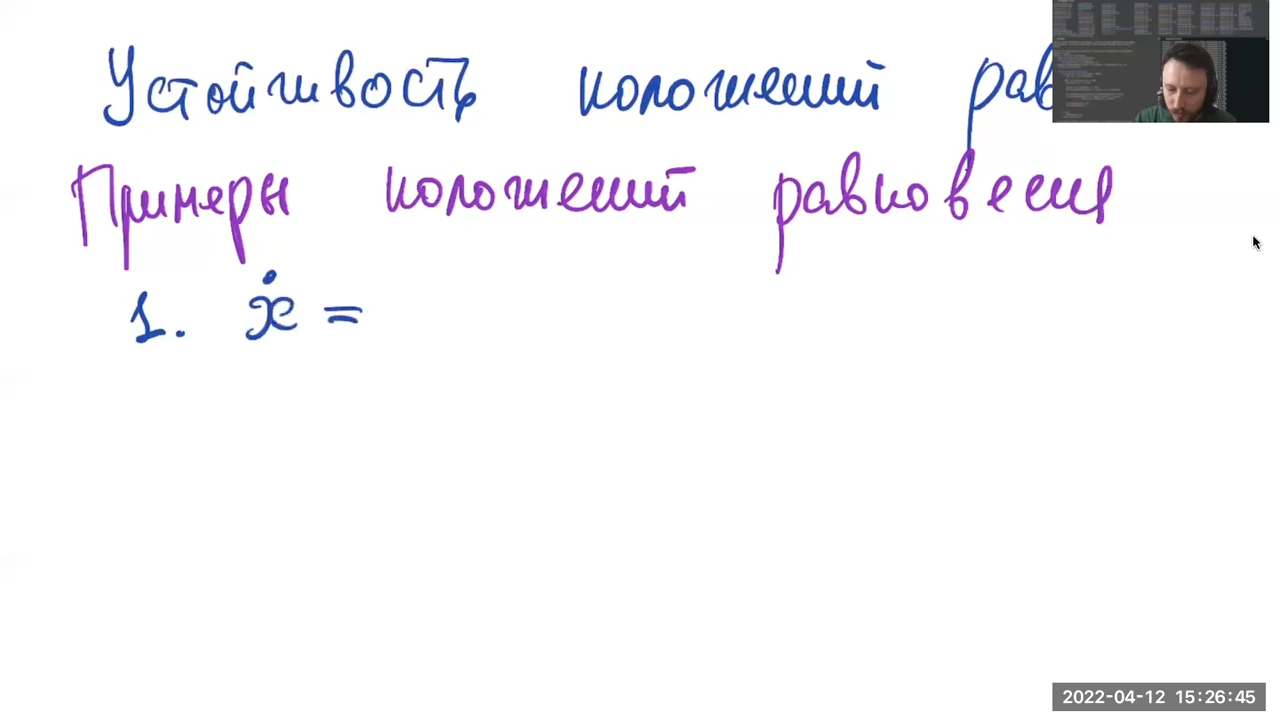 Устойчивость положений рав
Примеры положений равновесия
1. ẋ =
2022-04-12 15:26:45